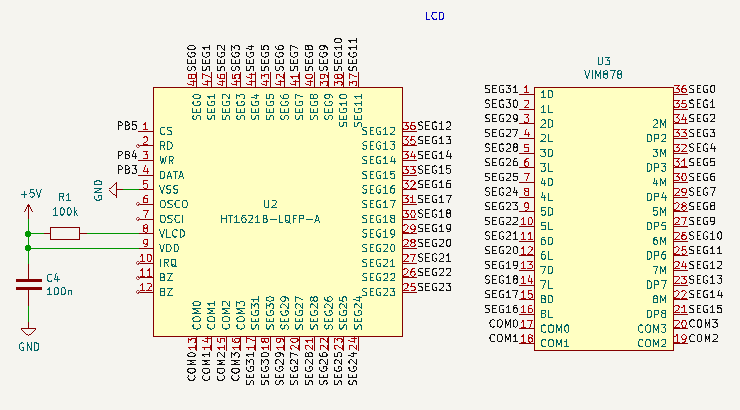 LCD
48 SEG0 SEG0
47 SEG1 SEG1
46 SEG2 SEG2
45 SEG3 SEG3
44 SEG4 SEG4
43 SEG5 SEG5
42 SEG6 SEG6
41 SEG7 SEG7
40 SEG8 SEG8
39 SEG9 SEG9
38 SEG10 SEG10
37 SEG11 SEG11
PB5 1 CS
2 RD
PB4 3 WR
PB3 4 DATA
GND 5 VSS
6 OSCO
7 OSCI
8 VLCD
9 VDD
10 IRQ
11 BZ
12 BZ
U2
HT1621B-LQFP-A
SEG12 36 SEG12
SEG13 35 SEG13
SEG14 34 SEG14
SEG15 33 SEG15
SEG16 32 SEG16
SEG17 31 SEG17
SEG18 30 SEG18
SEG19 29 SEG19
SEG20 28 SEG20
SEG21 27 SEG21
SEG22 26 SEG22
SEG23 25 SEG23
COM0 13 COM0
COM1 14 COM1
COM2 15 COM2
COM3 16 COM3
SEG31 17 SEG31
SEG30 18 SEG30
SEG29 19 SEG29
SEG27 20 SEG27
SEG28 21 SEG28
SEG26 22 SEG26
SEG25 23 SEG25
SEG24 24 SEG24
+5V
R1
100k
C4
100n
GND
U3
VIM878
SEG31 1 1D
SEG30 2 1L
SEG29 3 2D
SEG27 4 2L
SEG28 5 3D
SEG26 6 3L
SEG25 7 4D
SEG24 8 4L
SEG23 9 5D
SEG22 10 5L
SEG21 11 6D
SEG20 12 6L
SEG19 13 7D
SEG18 14 7L
SEG17 15 8D
SEG16 16 8L
COM0 17 COM0
COM1 18 COM1
36 SEG0
35 SEG1
2M 34 SEG2
DP2 33 SEG3
3M 32 SEG4
DP3 31 SEG5
4M 30 SEG6
DP4 29 SEG7
5M 28 SEG8
DP5 27 SEG9
6M 26 SEG10
DP6 25 SEG11
7M 24 SEG12
DP7 23 SEG13
8M 22 SEG14
DP8 21 SEG15
COM3 20 COM3
COM2 19 COM2